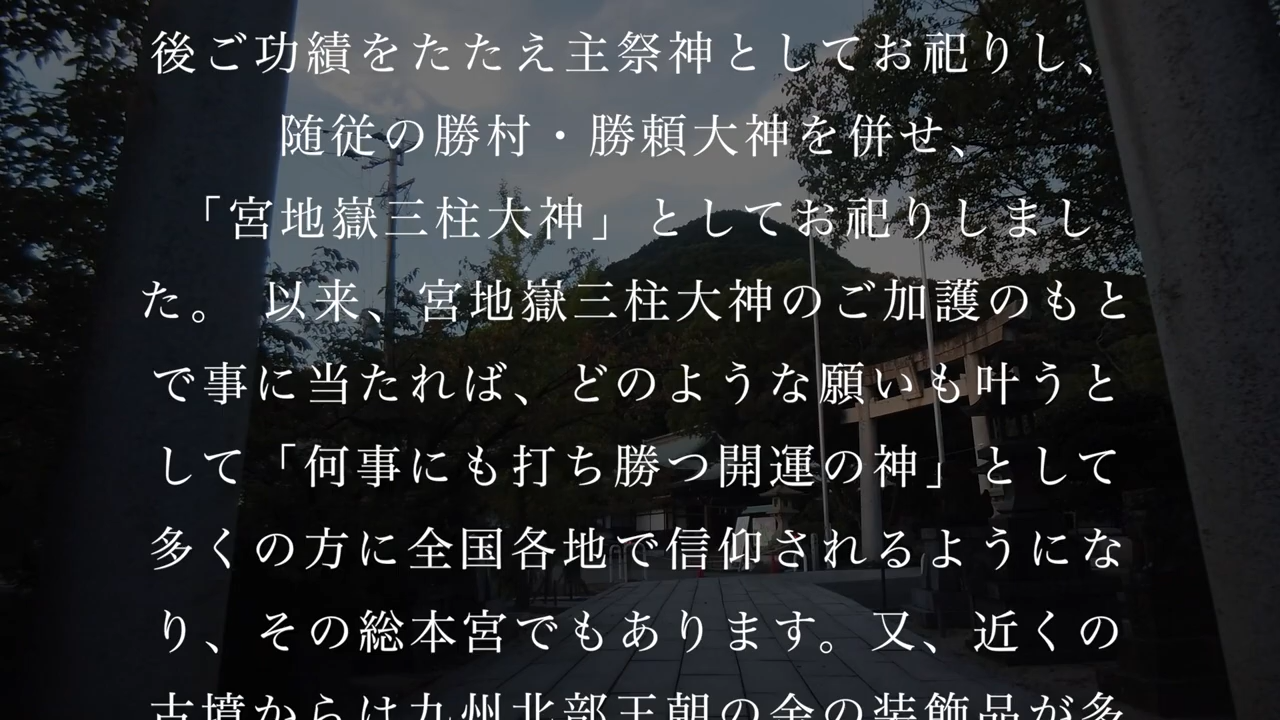 後ご功績をたたえ主祭神としてお祀りし、
随従の勝村・勝頼大神を併せ、
「宮地嶽三柱大神」としてお祀りしまし
た。 以来、宮地嶽三柱大神のご加護のもと
で事に当たれば、どのような願いも叶うと
して「何事にも打ち勝つ開運の神」として
多くの方に全国各地で信仰されるようにな
り、その総本宮でもあります。又、近くの
古墳からは九州北部王朝の金の装飾品が多